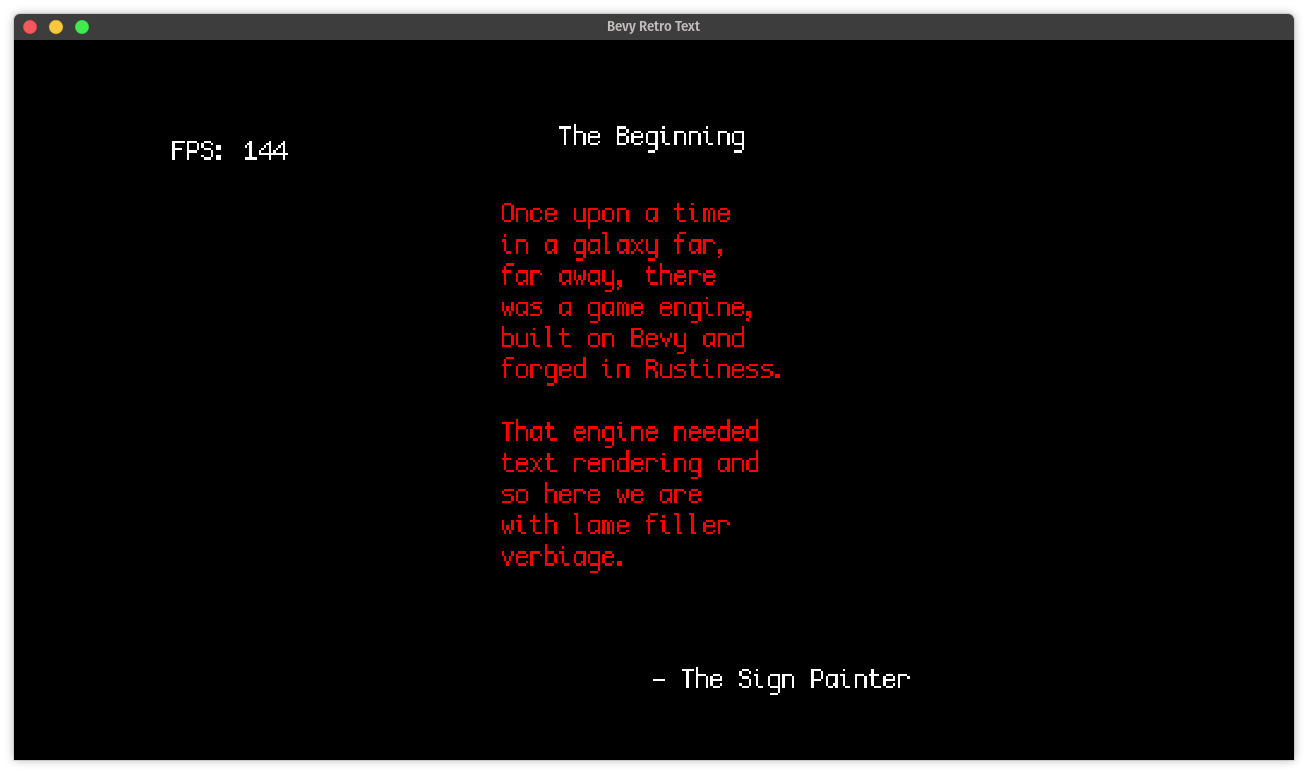 Bevy Retro Text
The Beginning
FPS: 144
Once upon a time
in a galaxy far,
far away, there
was a game engine,
built on Bevy and
forged in Rustiness.
That engine needed
text rendering and
so here we are
with lame filler
verbiage.
- The Sign Painter